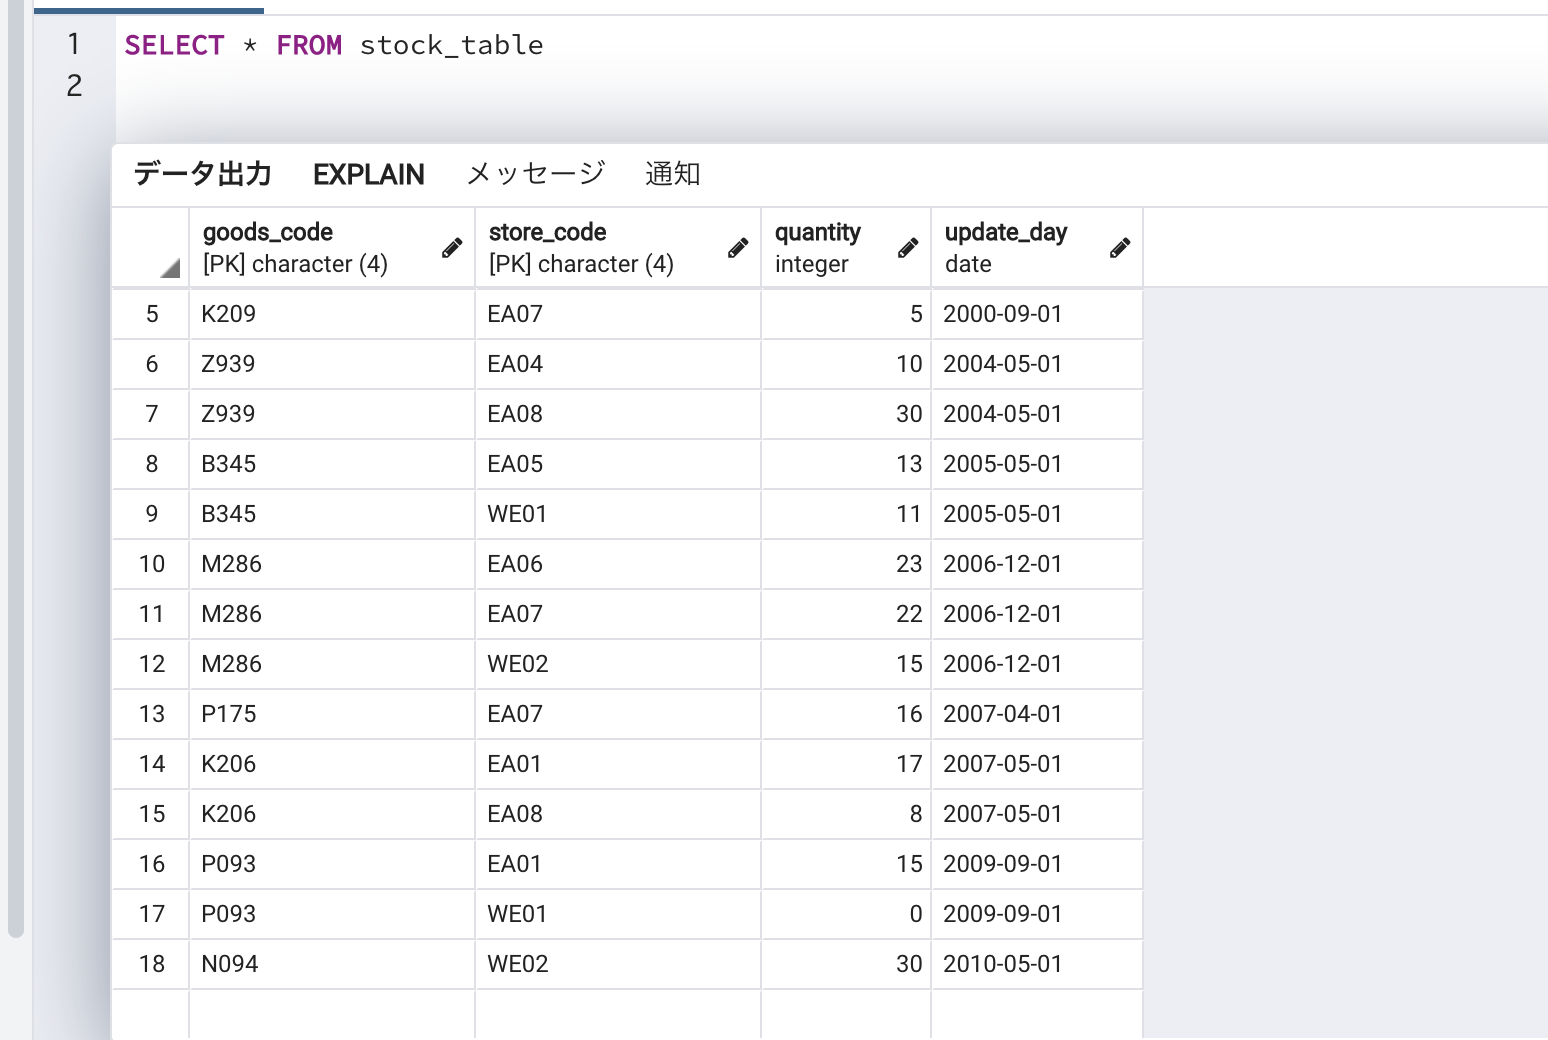 1 SELECT * FROM stock_table
2
データ出力 EXPLAIN メッセージ 通知
goods_code store_code quantity update_day
[PK] character (4) [PK] character (4) integer date
5 K209 EA07 5 2000-09-01
6 Z939 EA04 10 2004-05-01
7 Z939 EA08 30 2004-05-01
8 B345 EA05 13 2005-05-01
9 B345 WE01 11 2005-05-01
10 M286 EA06 23 2006-12-01
11 M286 EA07 22 2006-12-01
12 M286 WE02 15 2006-12-01
13 P175 EA07 16 2007-04-01
14 K206 EA01 17 2007-05-01
15 K206 EA08 8 2007-05-01
16 P093 EA01 15 2009-09-01
17 P093 WE01 0 2009-09-01
18 N094 WE02 30 2010-05-01